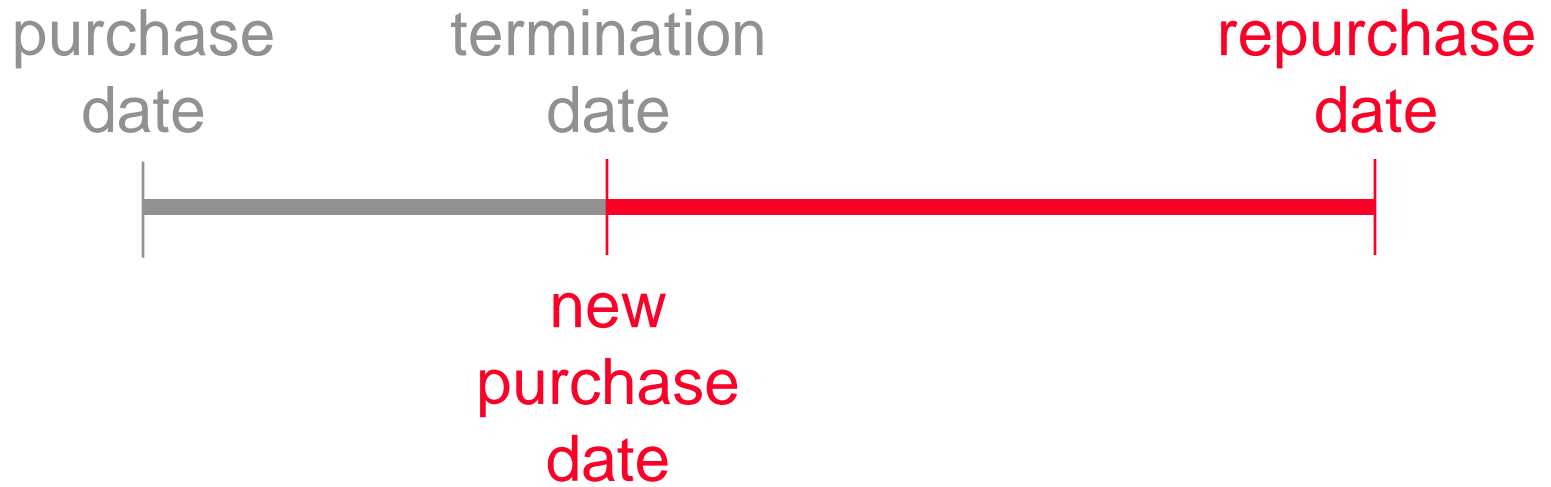 purchase
date
termination
date
repurchase
date
new
purchase
date